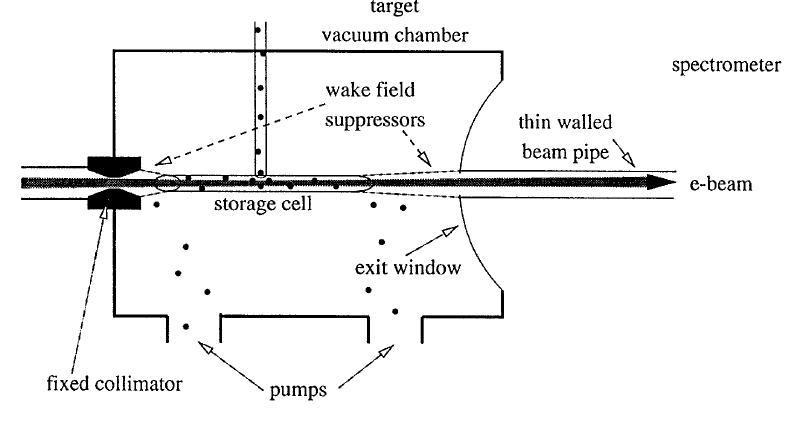 target
vacuum chamber
spectrometer
wake field
suppressors
thin walled
beam pipe
e-beam
storage cell
exit window
fixed collimator
pumps